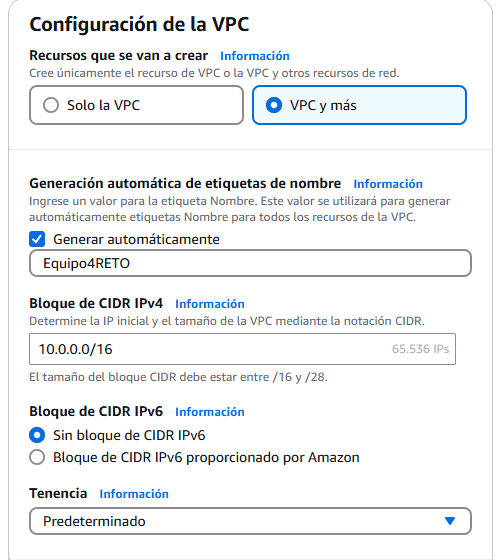 Configuración de la VPC
Recursos que se van a crear Información
Cree únicamente el recurso de VPC o la VPC y otros recursos de red.
Solo la VPC
VPC y más
Generación automática de etiquetas de nombre Información
Ingrese un valor para la etiqueta Nombre. Este valor se utilizará para generar
automáticamente etiquetas Nombre para todos los recursos de la VPC.
Generar automáticamente
Equipo4RETO
Bloque de CIDR IPv4 Información
Determine la IP inicial y el tamaño de la VPC mediante la notación CIDR.
10.0.0.0/16 65.536 IPs
El tamaño del bloque CIDR debe estar entre /16 y /28.
Bloque de CIDR IPv6 Información
Sin bloque de CIDR IPv6
Bloque de CIDR IPv6 proporcionado por Amazon
Tenencia Información
Predeterminado